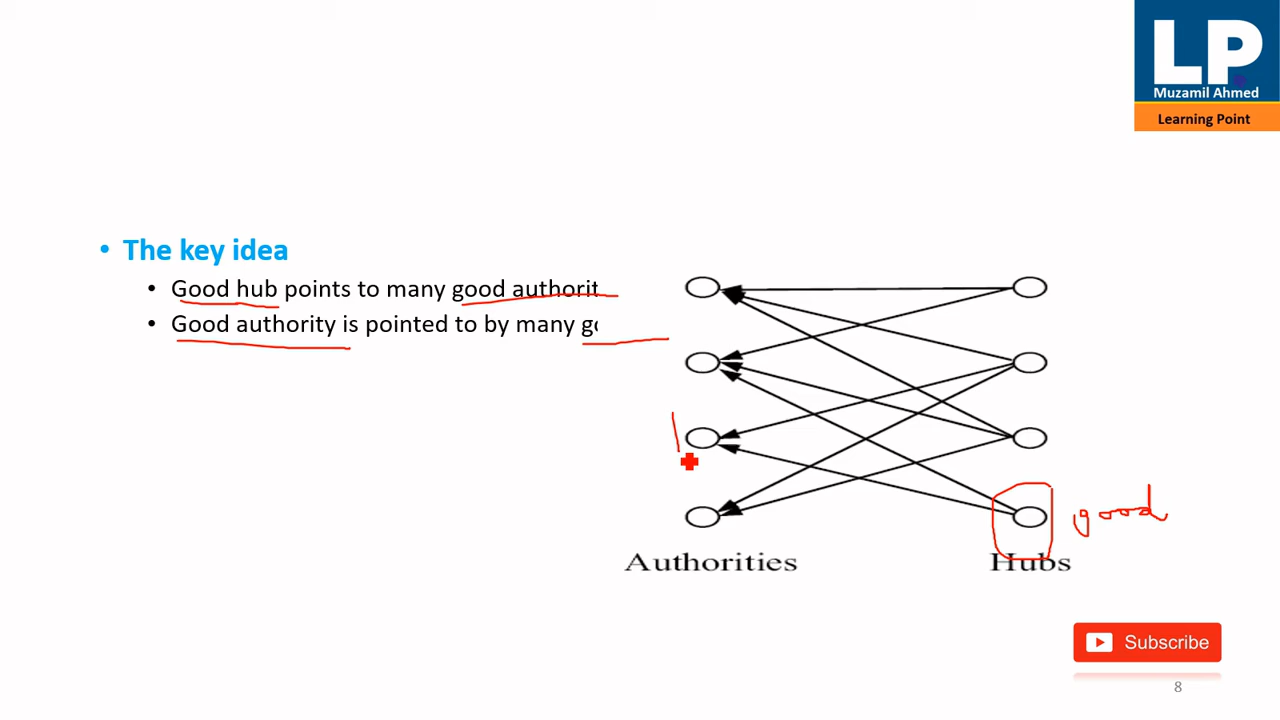 LP.
Muzamil Ahmed
Learning Point
• The key idea
• Good hub points to many good authorit
• Good authority is pointed to by many
good
Authorities
Hubs
Subscribe
8